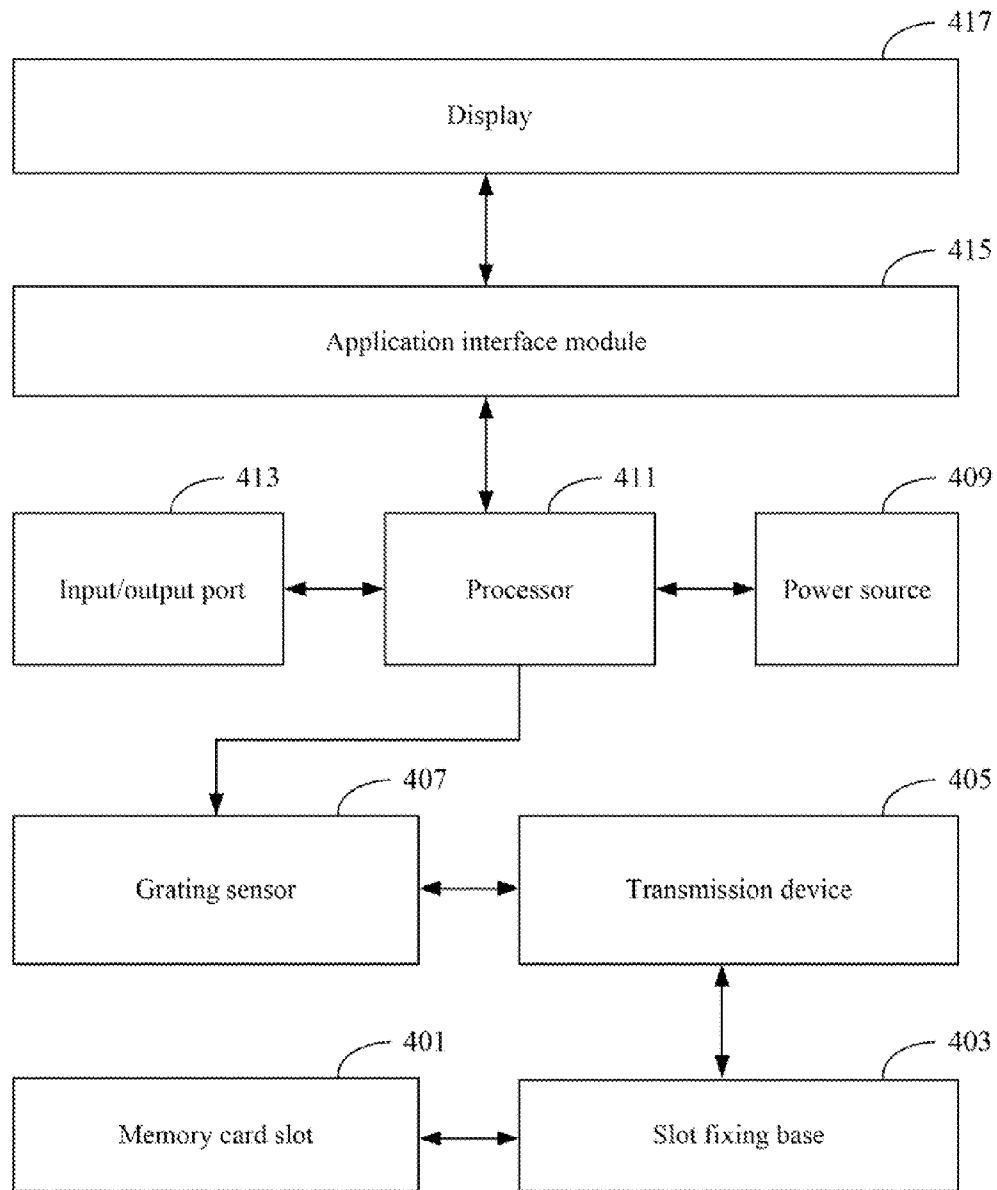 417
Display
415
Application interface module
413
411
409
Input/output port
Processor
Power source
407
405
Grating sensor
Transmission device
401
403
Memory card slot
Slot fixing base